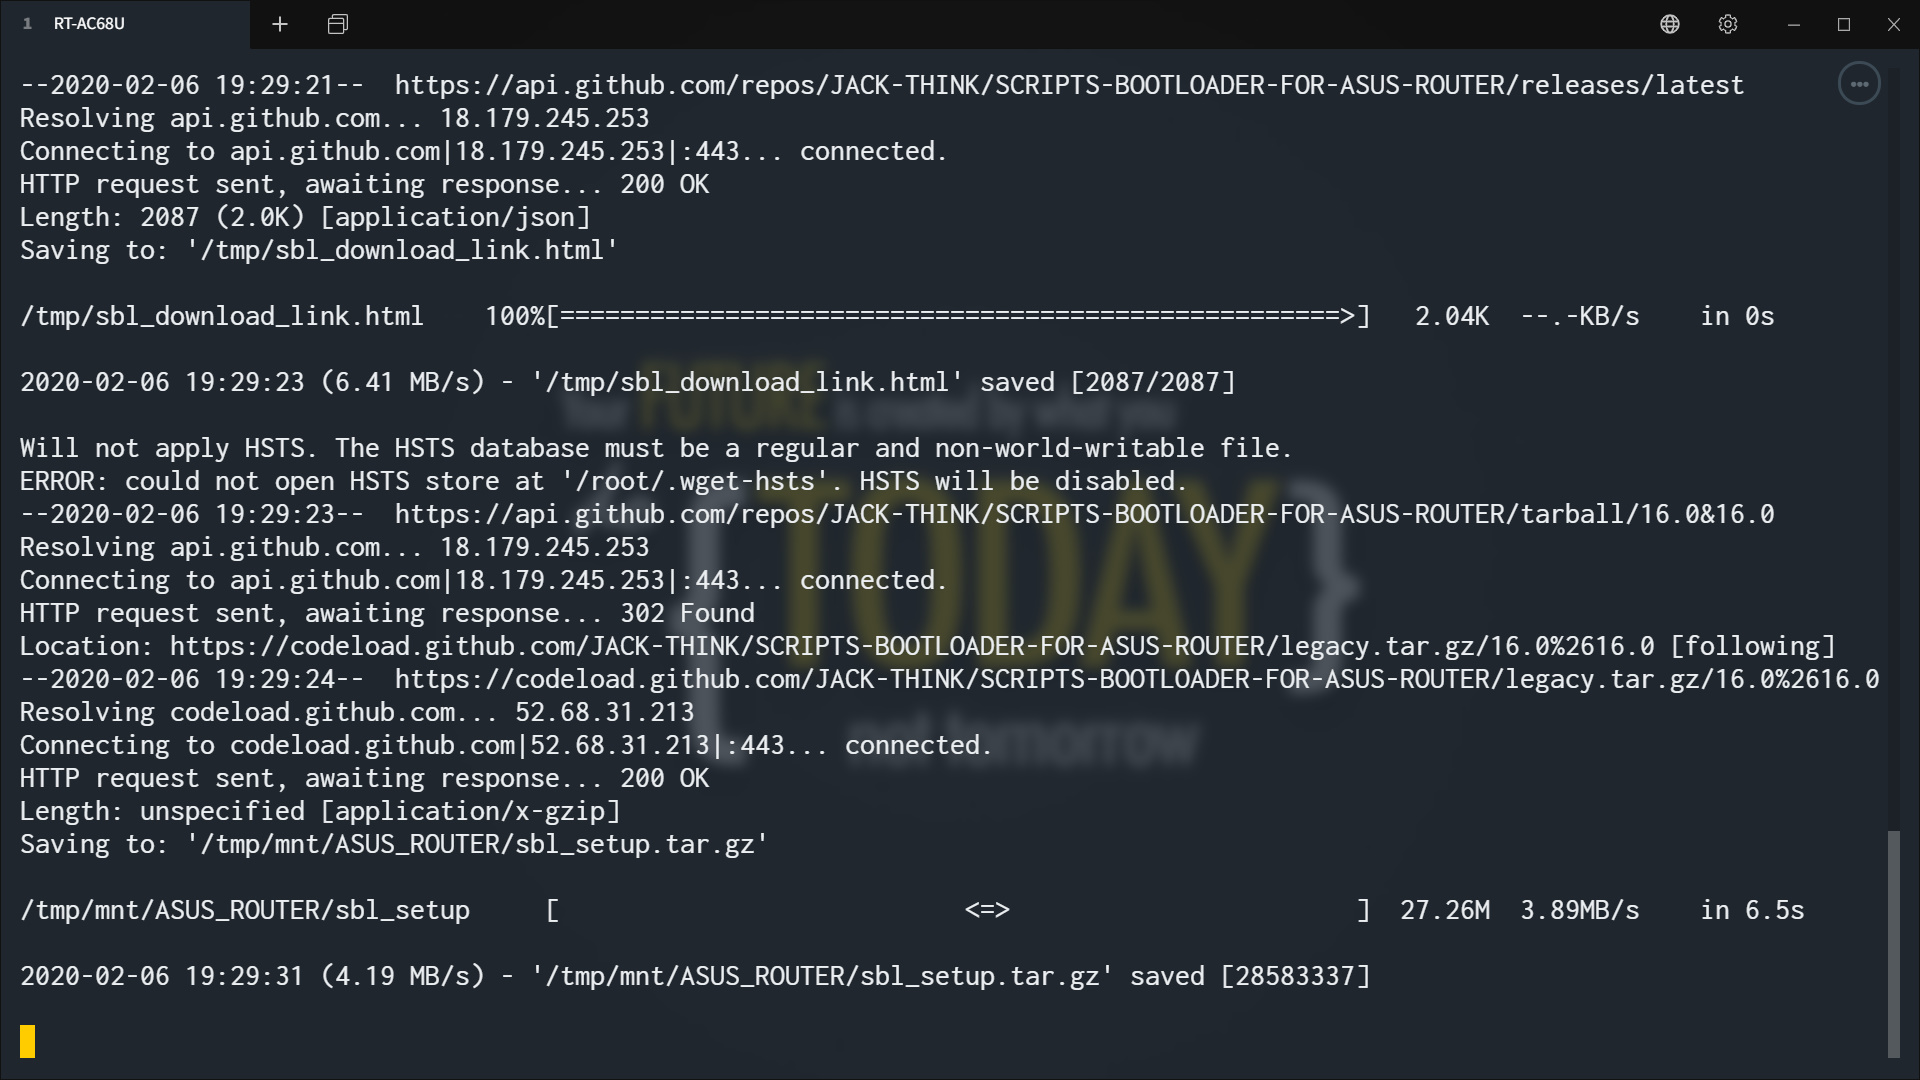 1 RT-AC68U
--2020-02-06 19:29:21-- https://api.github.com/repos/JACK-THINK/SCRIPTS-BOOTLOADER-FOR-ASUS-ROUTER/releases/latest
Resolving api.github.com... 18.179.245.253
Connecting to api.github.com|18.179.245.253|:443... connected.
HTTP request sent, awaiting response... 200 OK
Length: 2087 (2.0K) [application/json]
Saving to: '/tmp/sbl_download_link.html'
/tmp/sbl_download_link.html 100%[====================================================>] 2.04K --.-KB/s in 0s
2020-02-06 19:29:23 (6.41 MB/s) - '/tmp/sbl_download_link.html' saved [2087/2087]
Your FUTURE is created by what you
Will not apply HSTS. The HSTS database must be a regular and non-world-writable file.
ERROR: could not open HSTS store at '/root/.wget-hsts'. HSTS will be disabled.
--2020-02-06 19:29:23-- https://api.github.com/repos/JACK-THINK/SCRIPTS-BOOTLOADER-FOR-ASUS-ROUTER/tarball/16.0&16.0
Resolving api.github.com... 18.179.245.253
{TODAY}
Connecting to api.github.com|18.179.245.253|:443... connected.
HTTP request sent, awaiting response... 302 Found
Location: https://codeload.github.com/JACK-THINK/SCRIPTS-BOOTLOADER-FOR-ASUS-ROUTER/legacy.tar.gz/16.0%2616.0 [following]
--2020-02-06 19:29:24-- https://codeload.github.com/JACK-THINK/SCRIPTS-BOOTLOADER-FOR-ASUS-ROUTER/legacy.tar.gz/16.0%2616.0
Resolving codeload.github.com... 52.68.31.213
Connecting to codeload.github.com|52.68.31.213|:443... connected.
not tomorrow
HTTP request sent, awaiting response... 200 OK
Length: unspecified [application/x-gzip]
Saving to: '/tmp/mnt/ASUS_ROUTER/sbl_setup.tar.gz'
/tmp/mnt/ASUS_ROUTER/sbl_setup [ <=> ] 27.26M 3.89MB/s in 6.5s
2020-02-06 19:29:31 (4.19 MB/s) - '/tmp/mnt/ASUS_ROUTER/sbl_setup.tar.gz' saved [28583337]